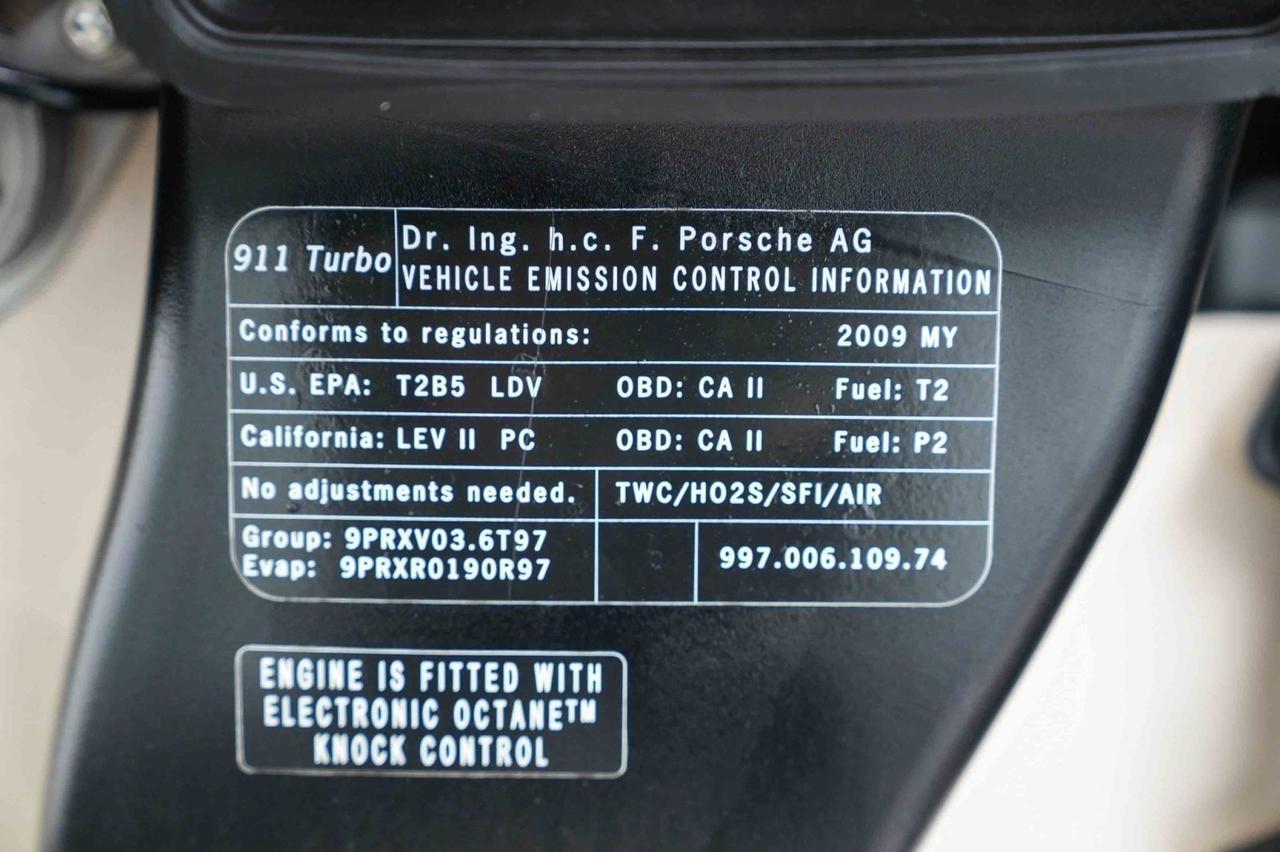 911 Turbo
Dr. Ing. h.c. F. Porsche AG
VEHICLE EMISSION CONTROL INFORMATION
Conforms to regulations: 2009 MY
U.S. EPA: T2B5 LDV OBD: CA II Fuel: T2
California: LEV II PC OBD: CA II Fuel: P2
No adjustments needed. TWC/HO2S/SFI/AIR
Group: 9PRXV03.6T97
Evap: 9PRXR0190R97
997.006.109.74
ENGINE IS FITTED WITH
ELECTRONIC OCTANE™
KNOCK CONTROL